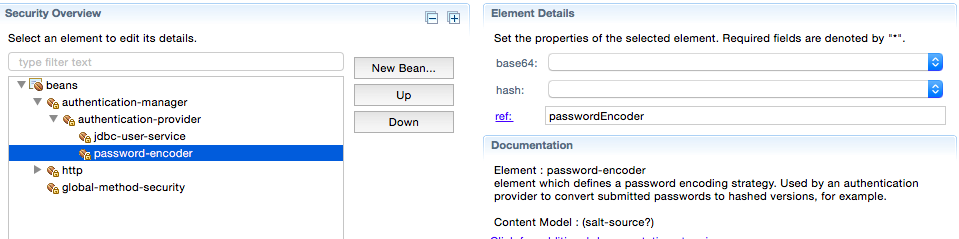 Security Overview
Select an element to edit its details.
type filter text
beans
authentication-manager
authentication-provider
jdbc-user-service
password-encoder
http
global-method-security
New Bean...
Up
Down
Element Details
Set the properties of the selected element. Required fields are denoted by "*".
base64:
hash:
ref: passwordEncoder
Documentation
Element : password-encoder
element which defines a password encoding strategy. Used by an authentication
provider to convert submitted passwords to hashed versions, for example.
Content Model : (salt-source?)